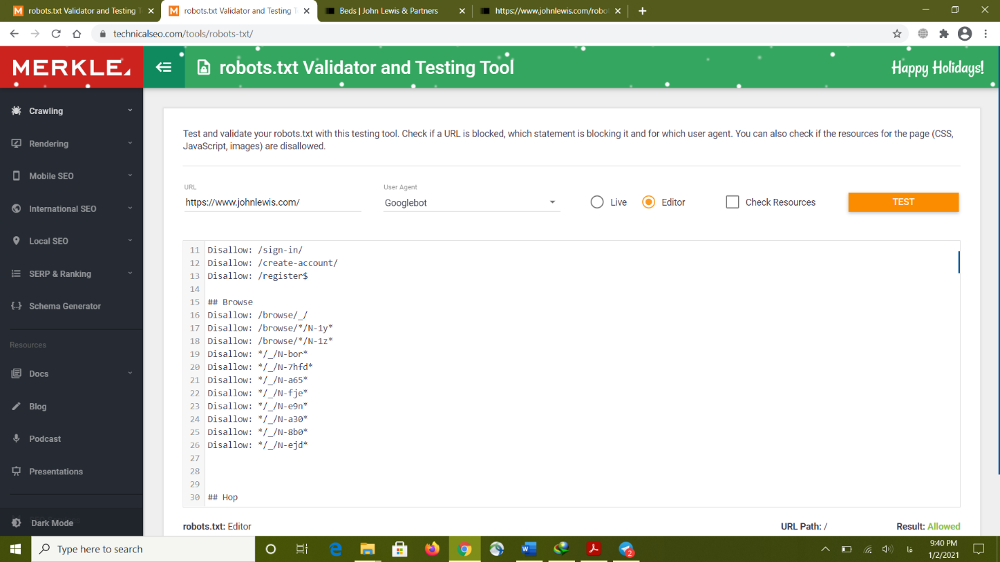 robots.txt Validator and Testing T
robots.txt Validator and Testing T
Beds | John Lewis & Partners
https://www.johnlewis.com/robo
technicalseo.com/tools/robots-txt/
MERKLE
robots.txt Validator and Testing Tool
Happy Holidays!
Crawling
Rendering
Mobile SEO
International SEO
Local SEO
SERP & Ranking
Schema Generator
Resources
Docs
Blog
Podcast
Presentations
Dark Mode
Test and validate your robots.txt with this testing tool. Check if a URL is blocked, which statement is blocking it and for which user agent. You can also check if the resources for the page (CSS,
JavaScript, images) are disallowed.
URL
https://www.johnlewis.com/
User Agent
Googlebot
Live
Editor
Check Resources
TEST
11 Disallow: /sign-in/
12 Disallow: /create-account/
13 Disallow: /register$
14
15 ## Browse
16 Disallow: /browse/_/
17 Disallow: /browse/*/N-1y*
18 Disallow: /browse/*/N-1z*
19 Disallow: */_/N-bor*
20 Disallow: */_/N-7hfd*
21 Disallow: */_/N-a65*
22 Disallow: */_/N-fje*
23 Disallow: */_/N-e9n*
24 Disallow: */_/N-a30*
25 Disallow: */_/N-8b0*
26 Disallow: */_/N-ejd*
27
28
29
30 ## Hop
robots.txt: Editor
URL Path: /
Result: Allowed
Type here to search
2
فا
9:40 PM
1/2/2021